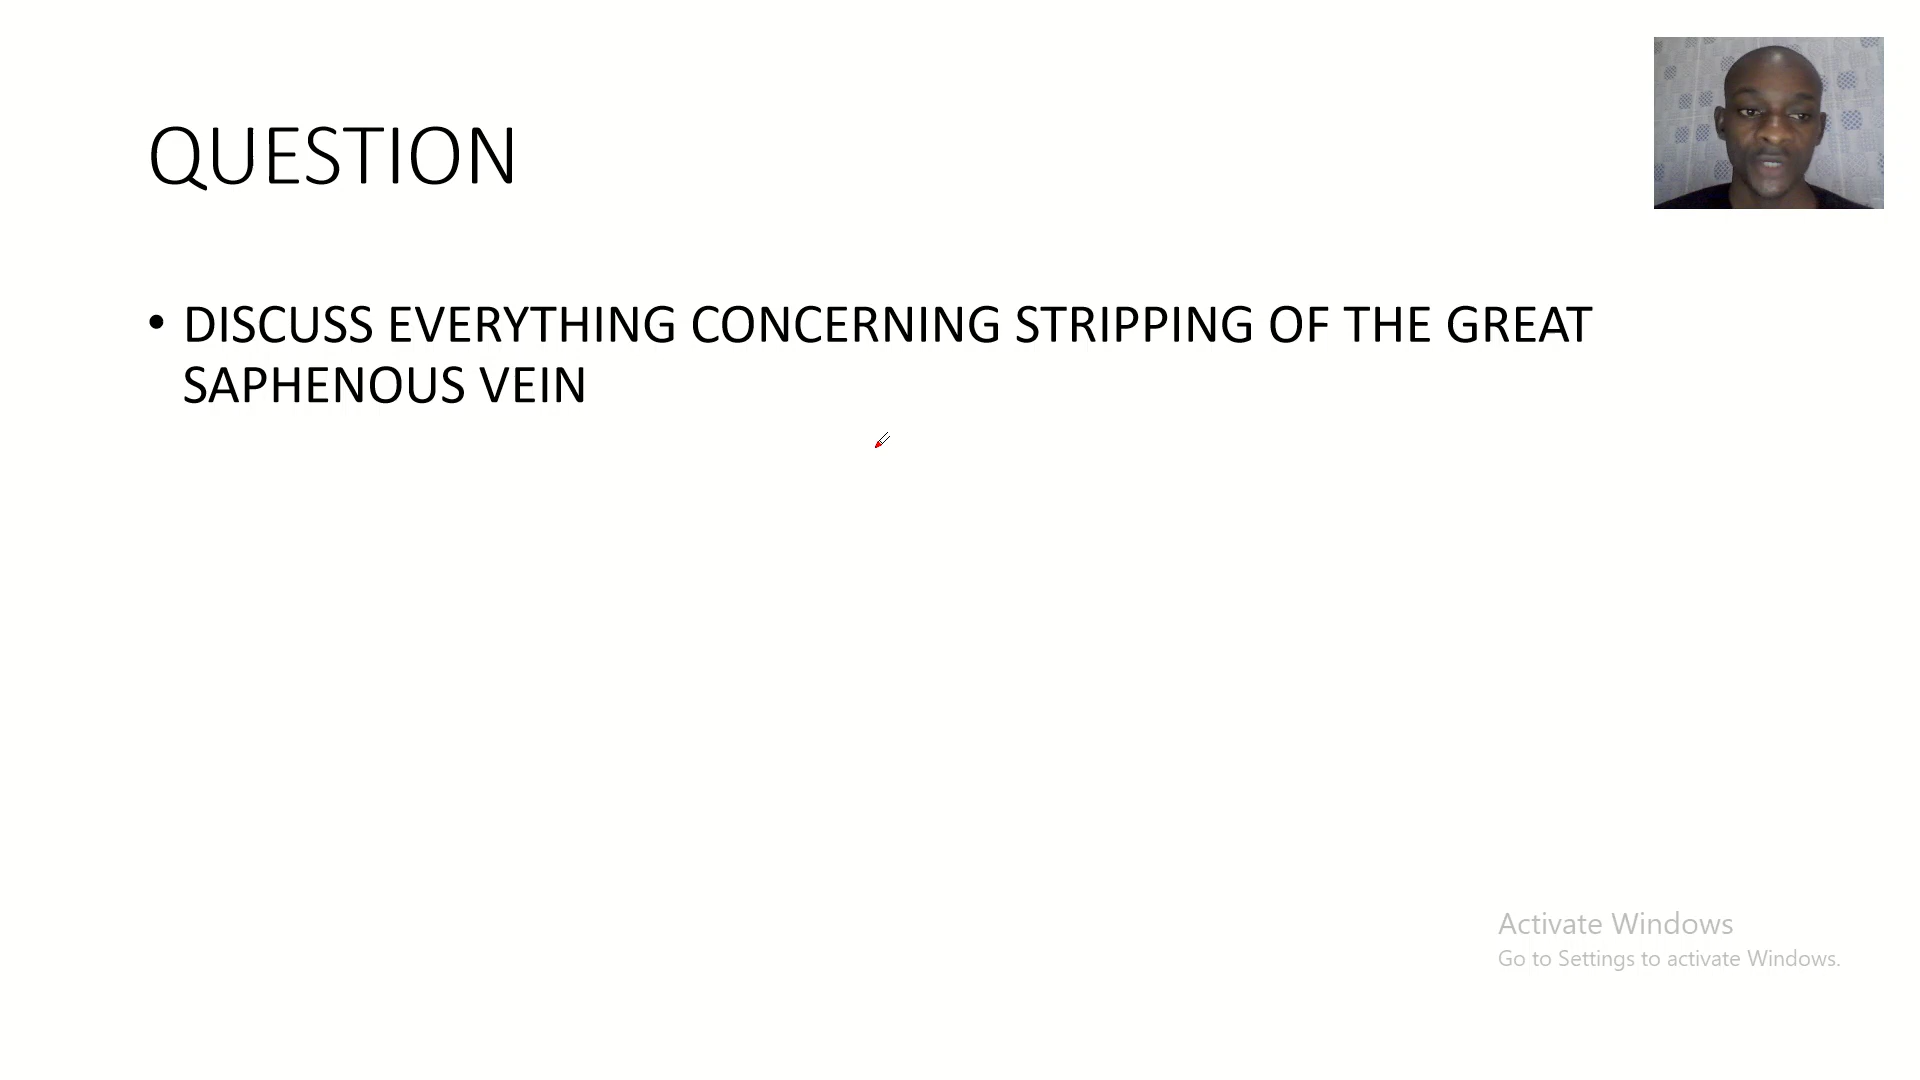 QUESTION
• DISCUSS EVERYTHING CONCERNING STRIPPING OF THE GREAT
SAPHENOUS VEIN
Activate Windows
Go to Settings to activate Windows.